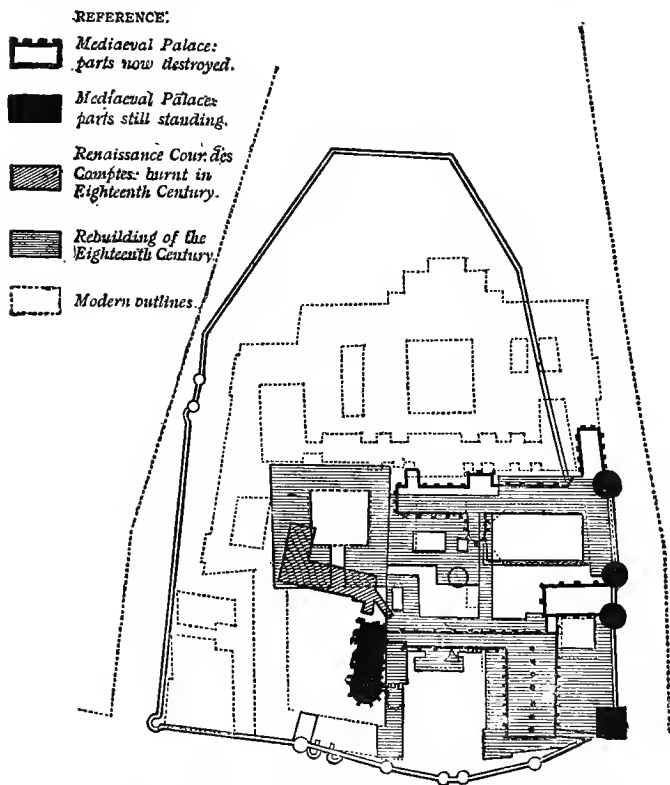 REFERENCE:
Mediaeval Palace:
parts now destroyed.
Mediaeval Palace:
parts still standing.
Renaissance Cour des
Comptes: burnt in
Eighteenth Century.
Rebuilding of the
Eighteenth Century.
Modern outlines.